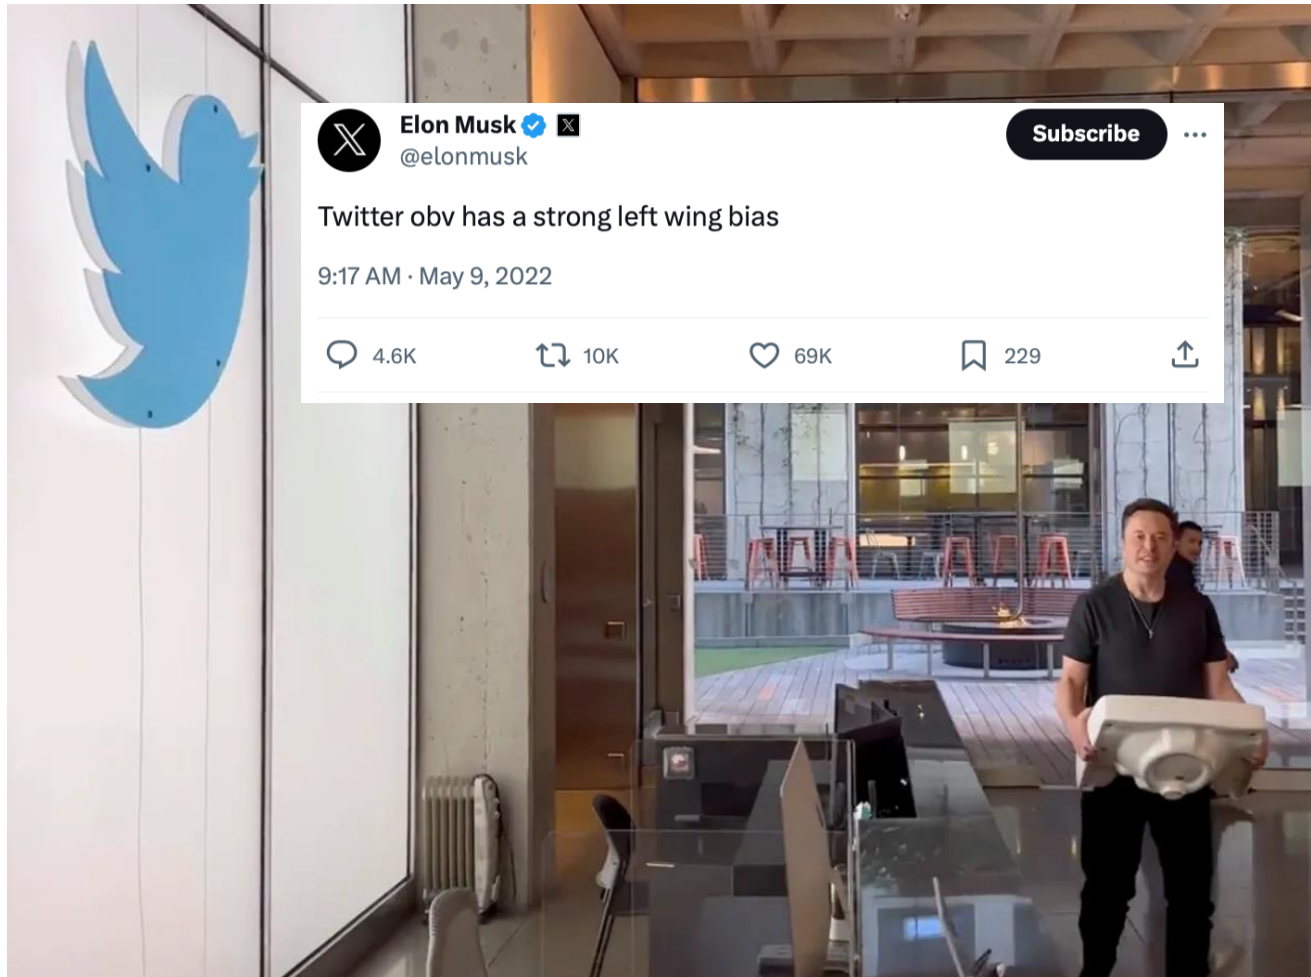 Elon Musk
@elonmusk
Subscribe
Twitter obv has a strong left wing bias
9:17 AM · May 9, 2022
4.6K 10K 69K 229